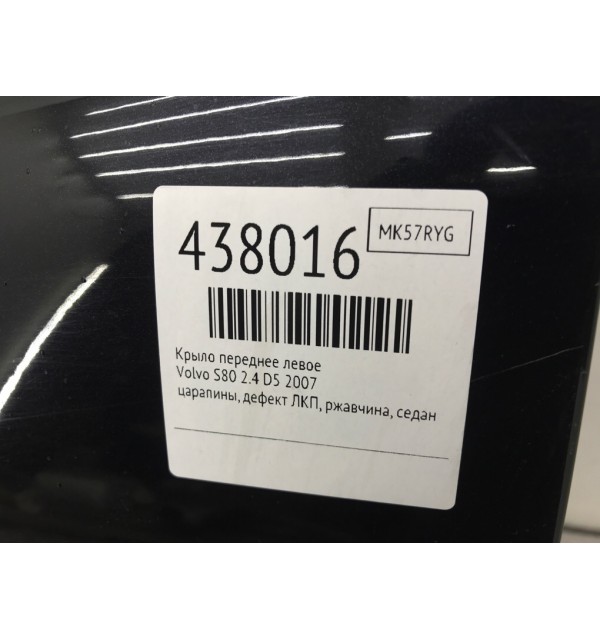 438016
MK57RYG
Крыло переднее левое
Volvo S80 2.4 D5 2007
царапины, дефект ЛКП, ржавчина, седан